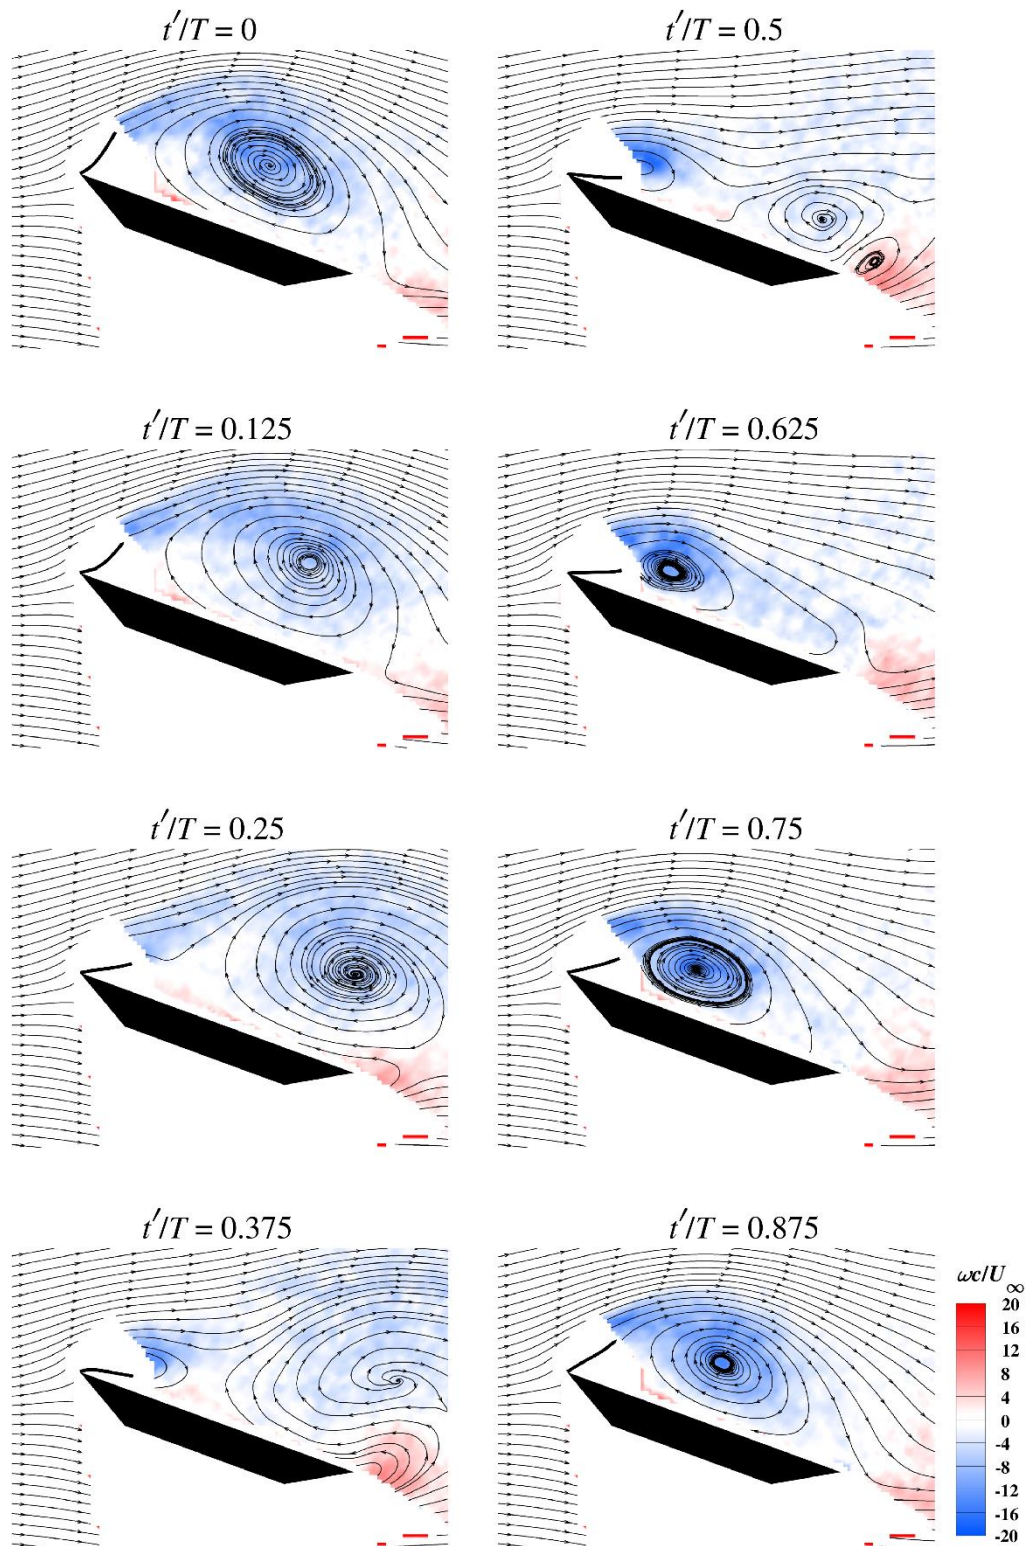 t′/T = 0
t′/T = 0.5
t′/T = 0.125
t′/T = 0.625
t′/T = 0.25
t′/T = 0.75
t′/T = 0.375
t′/T = 0.875
ωc/U∞
20
16
12
8
4
0
-4
-8
-12
-16
-20